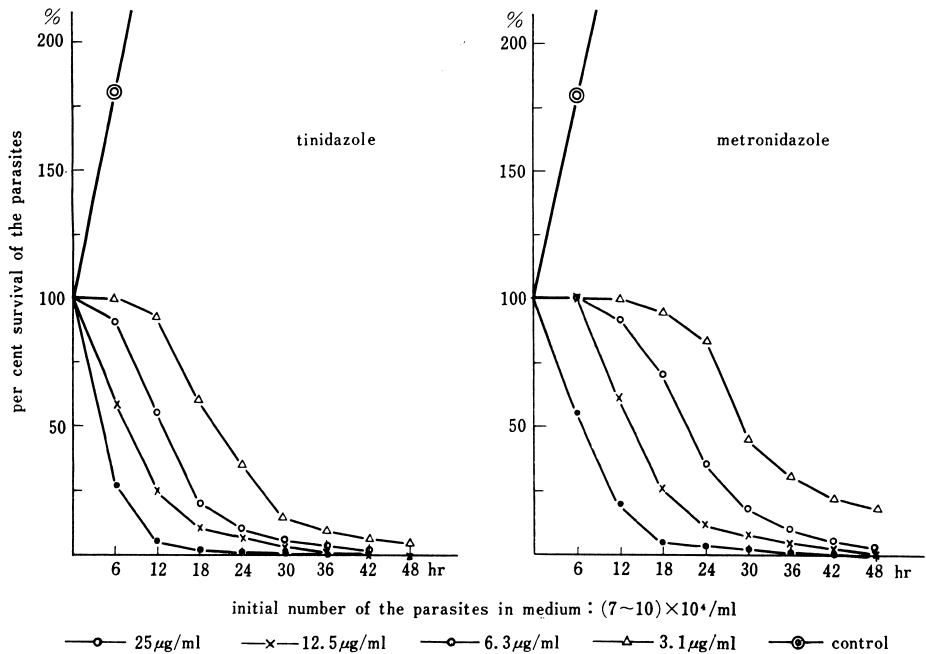 % %
200 200
tinidazole metronidazole
150 150
per cent survival of the parasites
100 100
50 50
6 12 18 24 30 36 42 48 hr 6 12 18 24 30 36 42 48 hr
initial number of the parasites in medium : (7~10)×10⁴/ml
25μg/ml 12.5μg/ml 6.3μg/ml 3.1μg/ml control